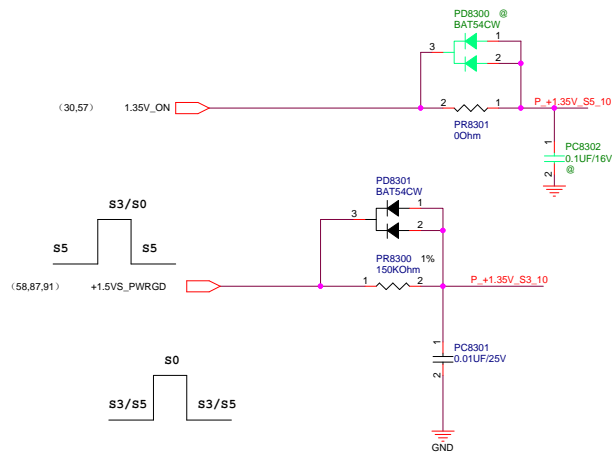 PD8300 @
BAT54CW
1
3
2
(30,57) 1.35V_ON
2 1
P_+1.35V_S5_10
PR8301
0Ohm
1
PC8302
0.1UF/16V
2
@
PD8301
BAT54CW
S3/S0
1
3
2
S5 S5
PR8300 1%
150KOhm
(58,87,91) +1.5VS_PWRGD
1 2
P_+1.35V_S3_10
1
PC8301
0.01UF/25V
2
S0
S3/S5 S3/S5
GND